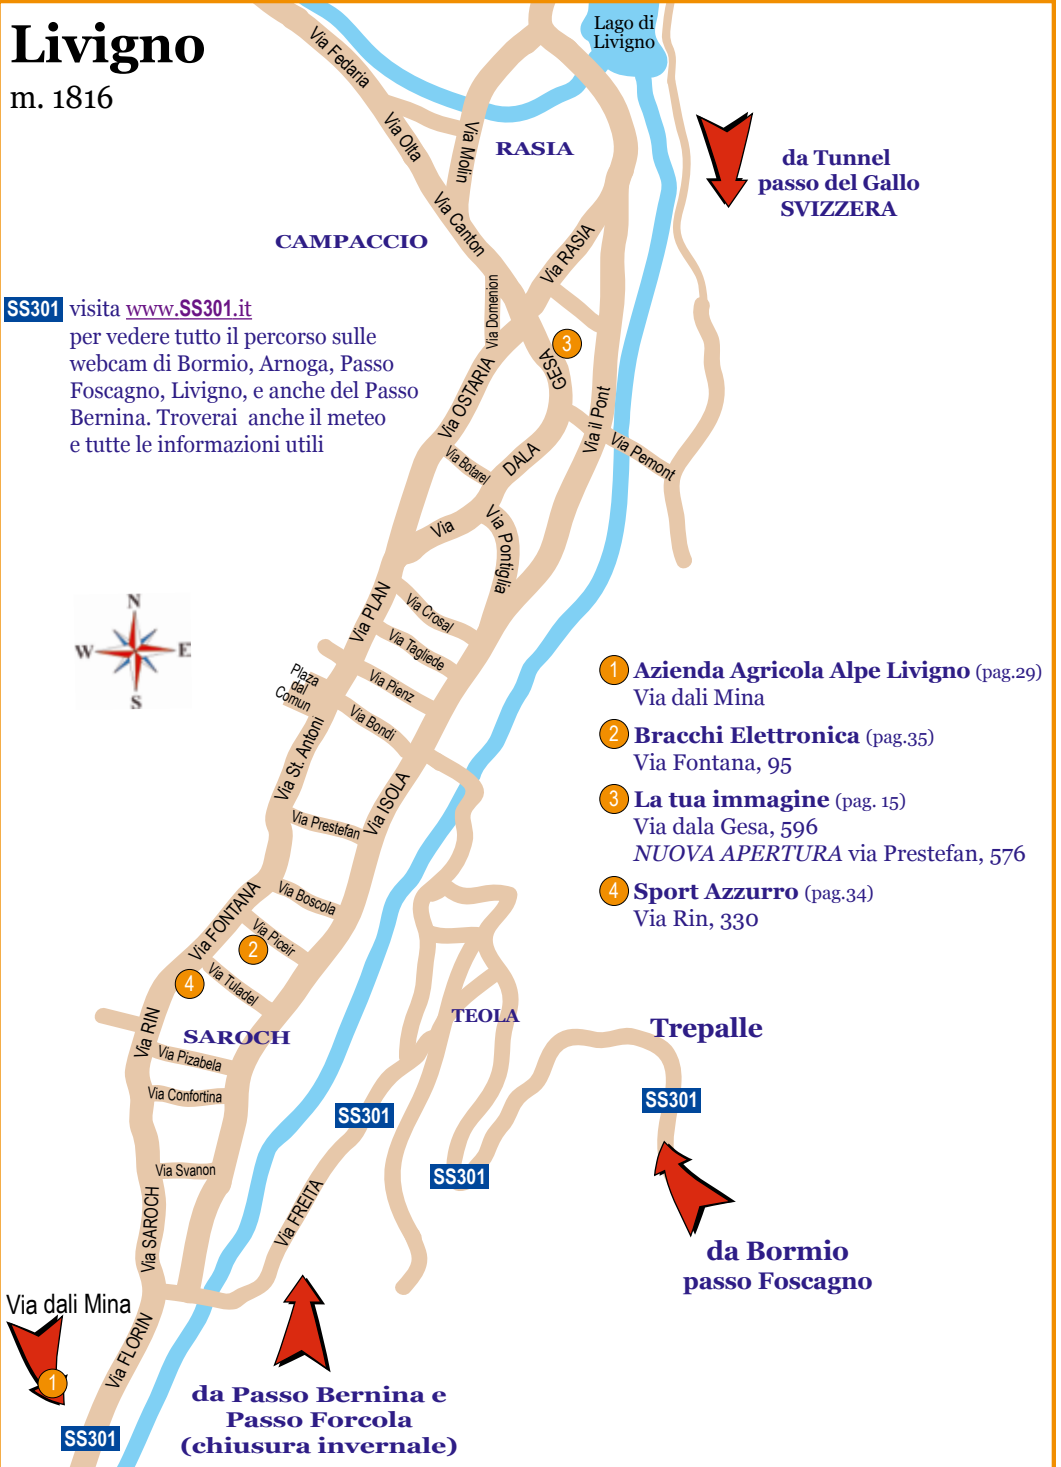 Livigno
m. 1816
Lago di
Livigno
Via Fedaria
Via Olta
Via Molin
RASIA
da Tunnel
passo del Gallo
SVIZZERA
Via Canton
CAMPACCIO
Via RASIA
Via Domenion
SS301 visita www.SS301.it
per vedere tutto il percorso sulle
webcam di Bormio, Arnoga, Passo
Foscagno, Livigno, e anche del Passo
Bernina. Troverai anche il meteo
e tutte le informazioni utili
3
GESA
Via OSTARIA
Via il Pont
Via Pemont
Via Botarel
DALA
Via
Via Pontiglia
Via PLAN
Via Crosal
Via Tagliede
N
W E
S
Plaza
dal
Comun
Via Pienz
Via Bondi
Via St. Antoni
Via ISOLA
Via Prestefan
1 Azienda Agricola Alpe Livigno (pag.29)
Via dali Mina
2 Bracchi Elettronica (pag.35)
Via Fontana, 95
3 La tua immagine (pag. 15)
Via dala Gesa, 596
NUOVA APERTURA via Prestefan, 576
4 Sport Azzurro (pag.34)
Via Rin, 330
Via FONTANA
Via Boscola
Via Piceir
2
Via Tuladel
4
Via RIN
SAROCH
TEOLA
Trepalle
Via Pizabela
Via Confortina
SS301
SS301
SS301
Via Svanon
Via SAROCH
Via FREITA
da Bormio
passo Foscagno
Via dali Mina
Via FLORIN
1
SS301
da Passo Bernina e
Passo Forcola
(chiusura invernale)